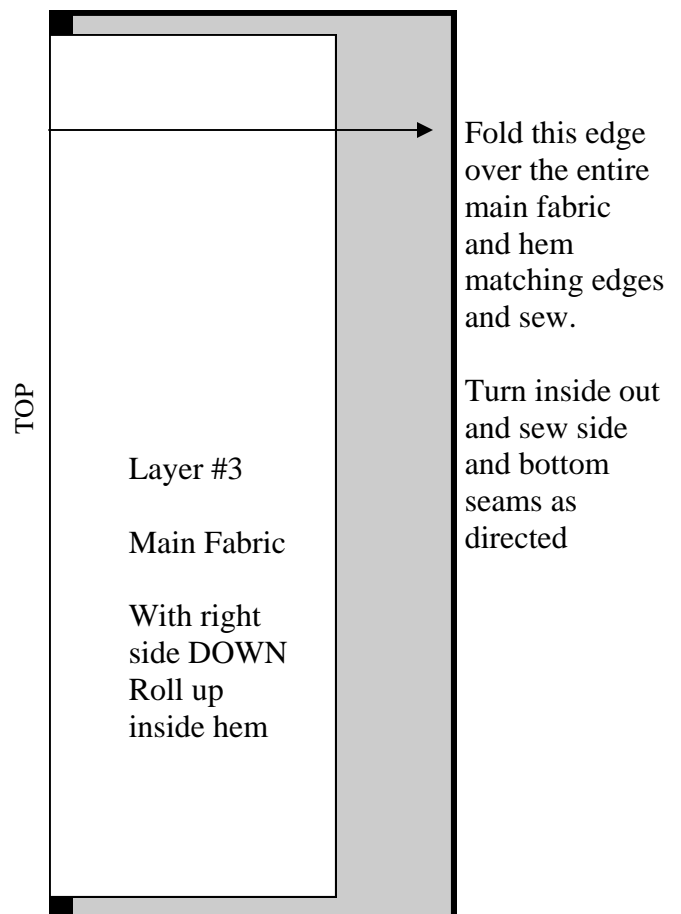 TOP
Layer #3
Main Fabric
With right
side DOWN
Roll up
inside hem
Fold this edge
over the entire
main fabric
and hem
matching edges
and sew.
Turn inside out
and sew side
and bottom
seams as
directed